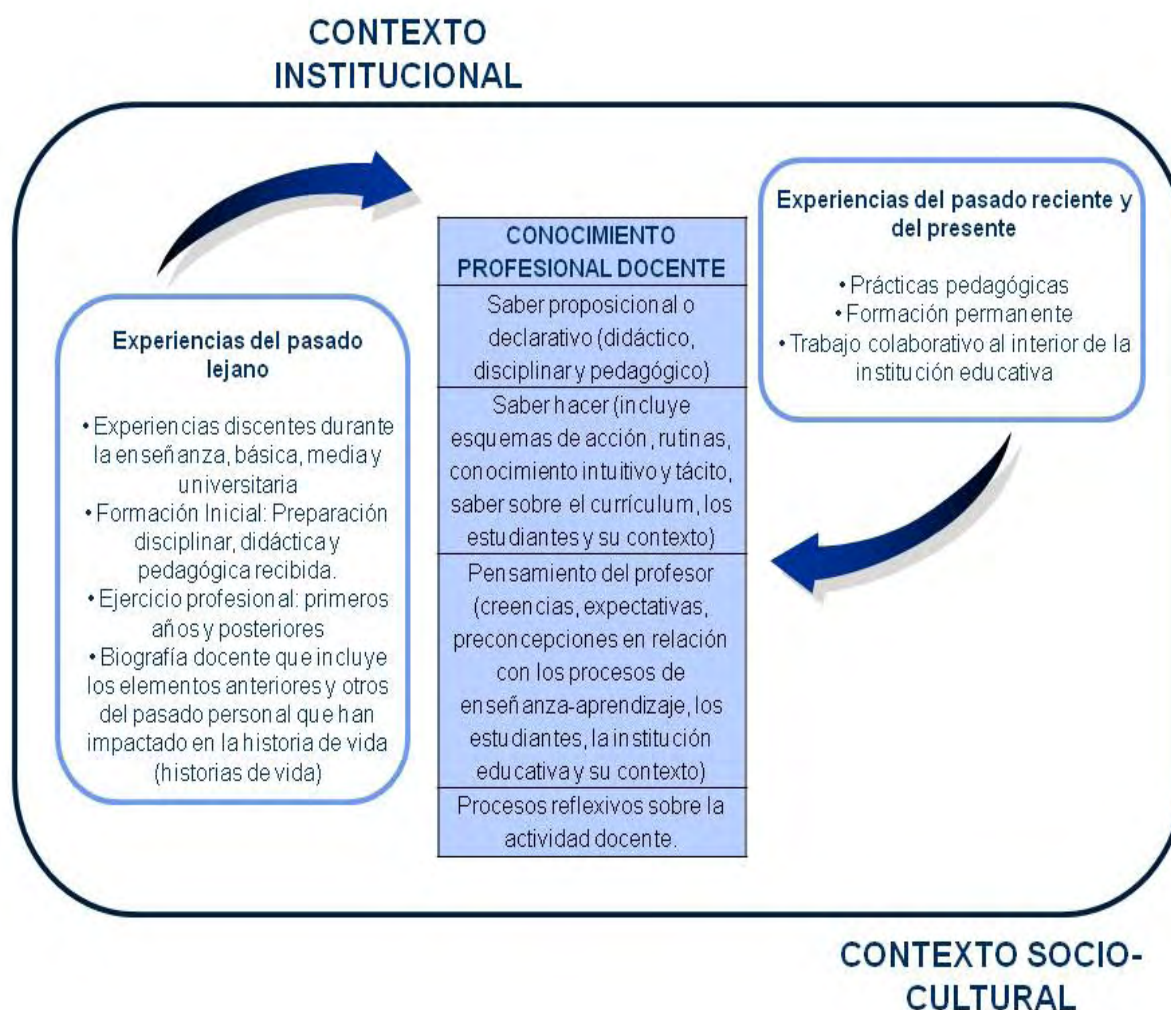 CONTEXTO
INSTITUCIONAL
Experiencias del pasado
lejano
• Experiencias discentes durante
la enseñanza, básica, media y
universitaria
• Formación Inicial: Preparación
disciplinar, didáctica y
pedagógica recibida.
• Ejercicio profesional: primeros
años y posteriores
• Biografía docente que incluye
los elementos anteriores y otros
del pasado personal que han
impactado en la historia de vida
(historias de vida)
CONOCIMIENTO
PROFESIONAL DOCENTE
Saber proposicional o
declarativo (didáctico,
disciplinar y pedagógico)
Saber hacer (incluye
esquemas de acción, rutinas,
conocimiento intuitivo y tácito,
saber sobre el currículum, los
estudiantes y su contexto)
Pensamiento del profesor
(creencias, expectativas,
preconcepciones en relación
con los procesos de
enseñanza-aprendizaje, los
estudiantes, la institución
educativa y su contexto)
Procesos reflexivos sobre la
actividad docente.
Experiencias del pasado reciente y
del presente
• Prácticas pedagógicas
• Formación permanente
• Trabajo colaborativo al interior de la
institución educativa
CONTEXTO SOCIO-
CULTURAL